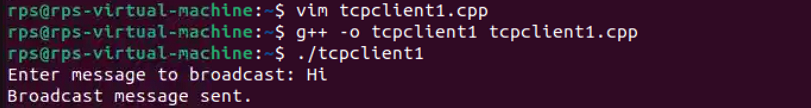 rps@rps-virtual-machine:~$ vim tcpclient1.cpp
rps@rps-virtual-machine:~$ g++ -o tcpclient1 tcpclient1.cpp
rps@rps-virtual-machine:~$ ./tcpclient1
Enter message to broadcast: Hi
Broadcast message sent.